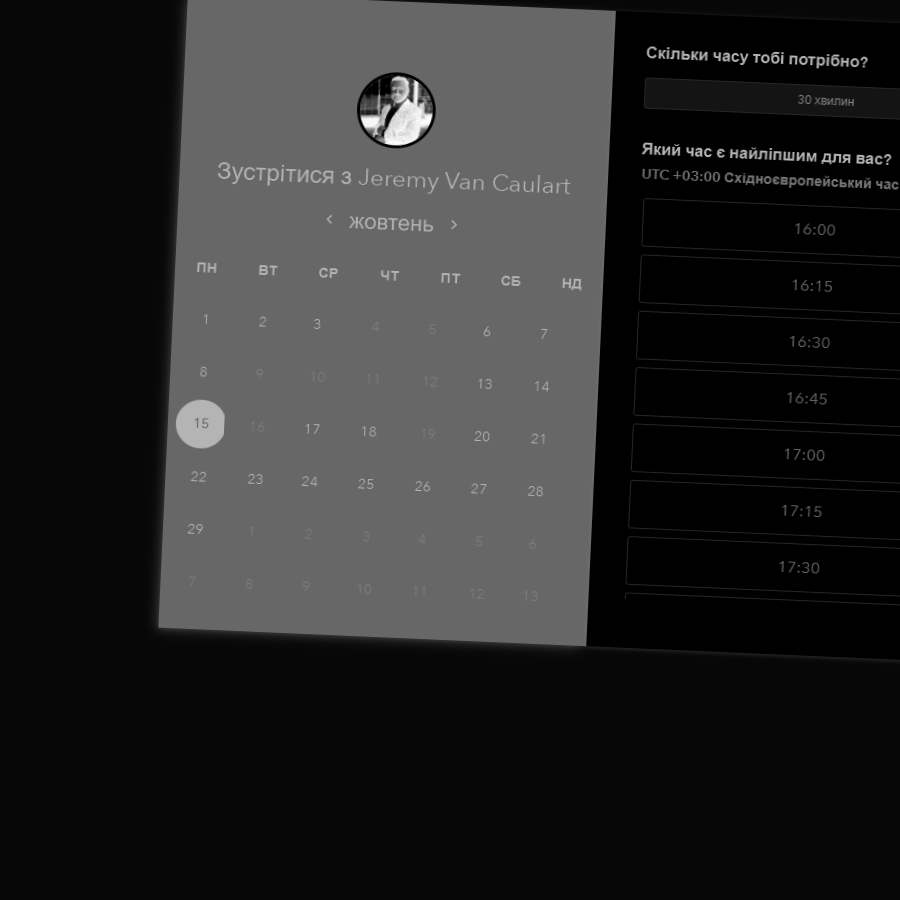 Зустрітися з Jeremy Van Caulart
жовтень
ПН ВТ СР ЧТ ПТ СБ НД
1 2 3 4 5 6 7
8 9 10 11 12 13 14
15 16 17 18 19 20 21
22 23 24 25 26 27 28
29 1 2 3 4 5 6
7 8 9 10 11 12 13
Скільки часу тобі потрібно?
30 хвилин
Який час є найліпшим для вас?
UTC +03:00 Східноєвропейський час
16:00
16:15
16:30
16:45
17:00
17:15
17:30